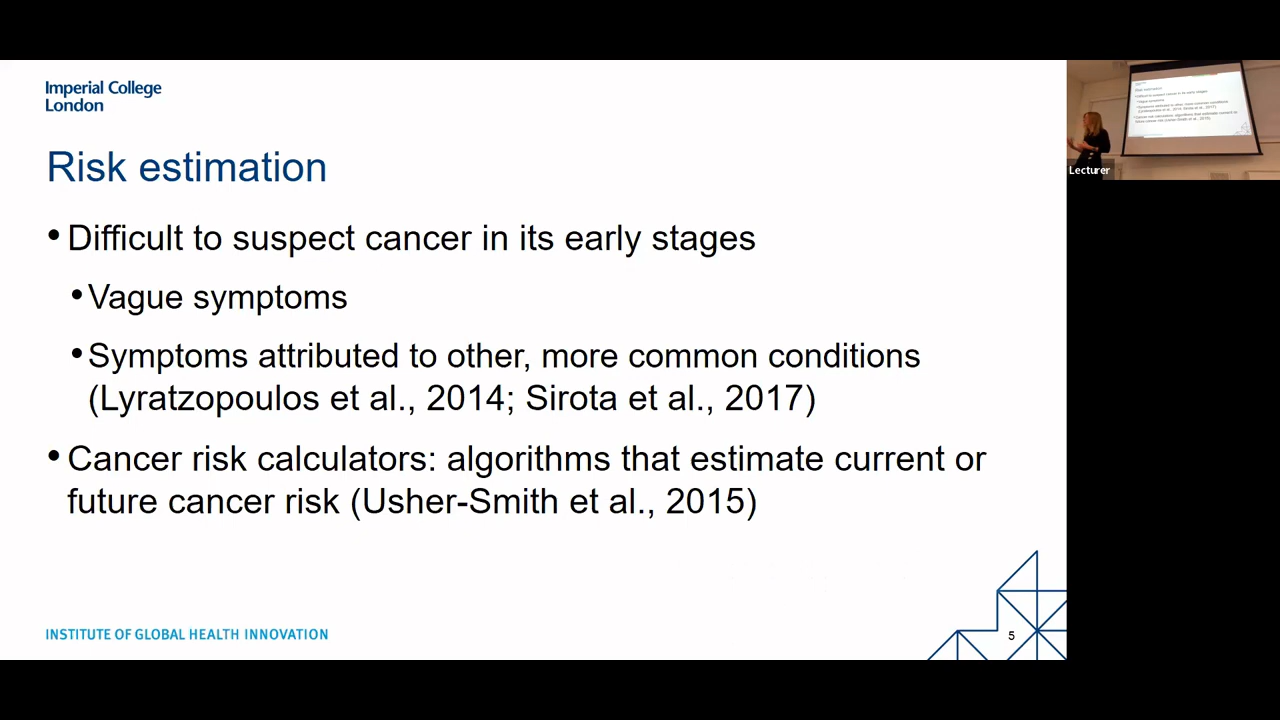 Imperial College
London
Risk estimation
• Difficult to suspect cancer in its early stages
• Vague symptoms
• Symptoms attributed to other, more common conditions
(Lyratzopoulos et al., 2014; Sirota et al., 2017)
• Cancer risk calculators: algorithms that estimate current or
future cancer risk (Usher-Smith et al., 2015)
INSTITUTE OF GLOBAL HEALTH INNOVATION
5
Risk estimation
Lecturer